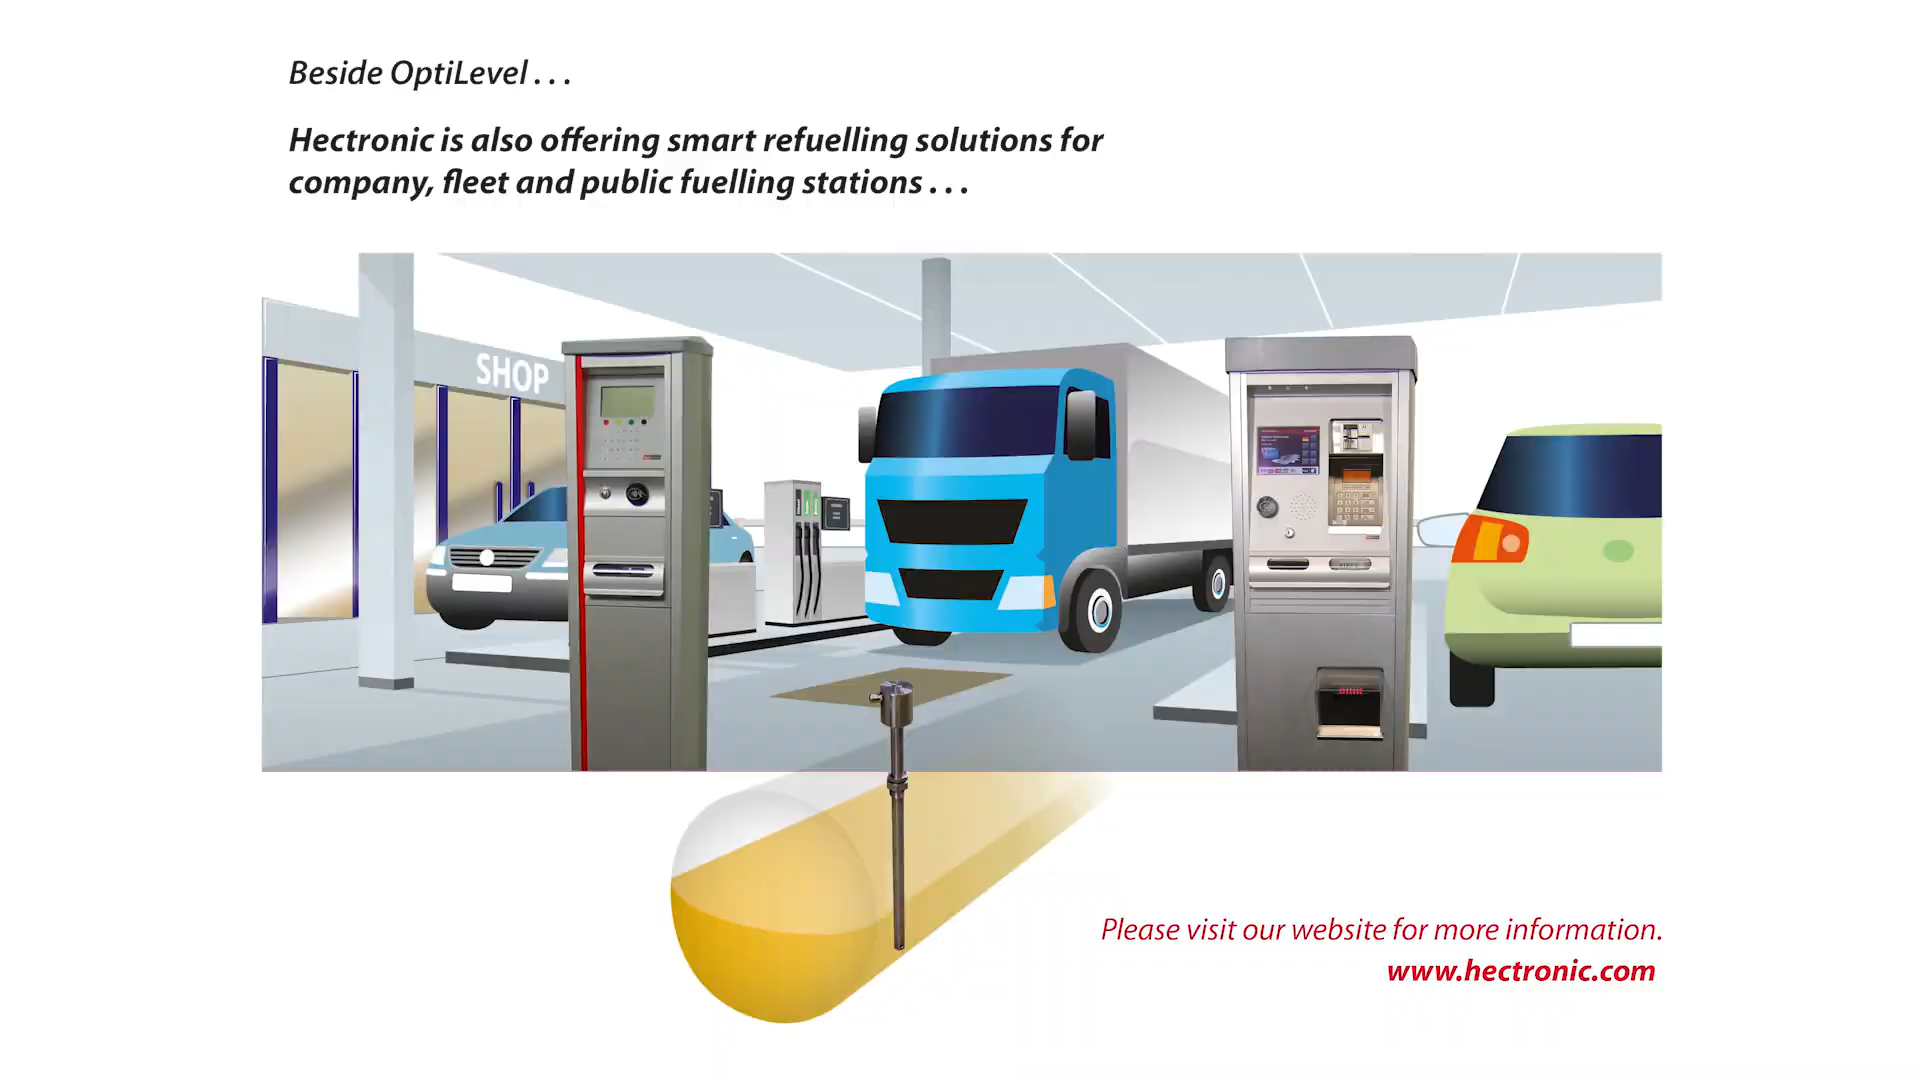 Beside OptiLevel . . .
Hectronic is also offering smart refuelling solutions for
company, fleet and public fuelling stations . . .
SHOP
Please visit our website for more information.
www.hectronic.com